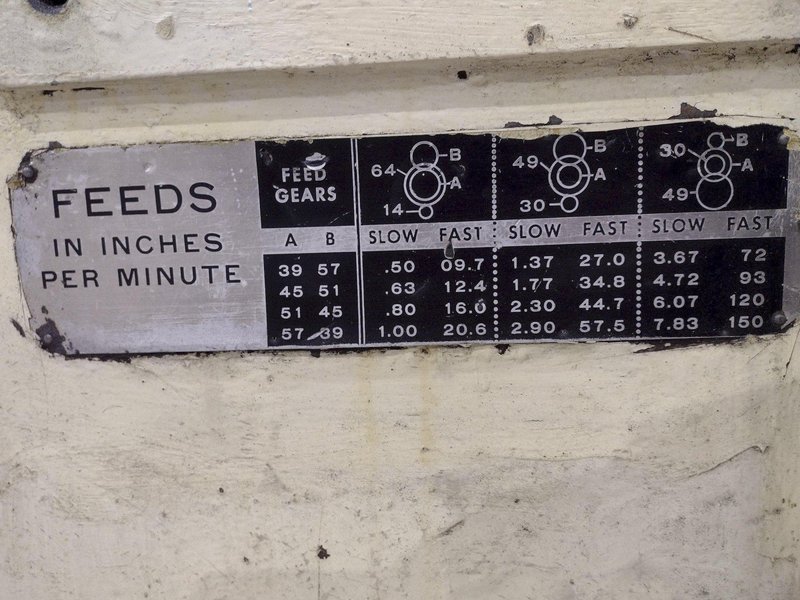 FEEDS
IN INCHES
PER MINUTE
FEED
GEARS
64 B
A
14
49 B
A
30
30 B
A
49
A B SLOW FAST SLOW FAST SLOW FAST
39 57 .50 09.7 1.37 27.0 3.67 72
45 51 .63 12.4 1.77 34.8 4.72 93
51 45 .80 16.0 2.30 44.7 6.07 120
57 39 1.00 20.6 2.90 57.5 7.83 150